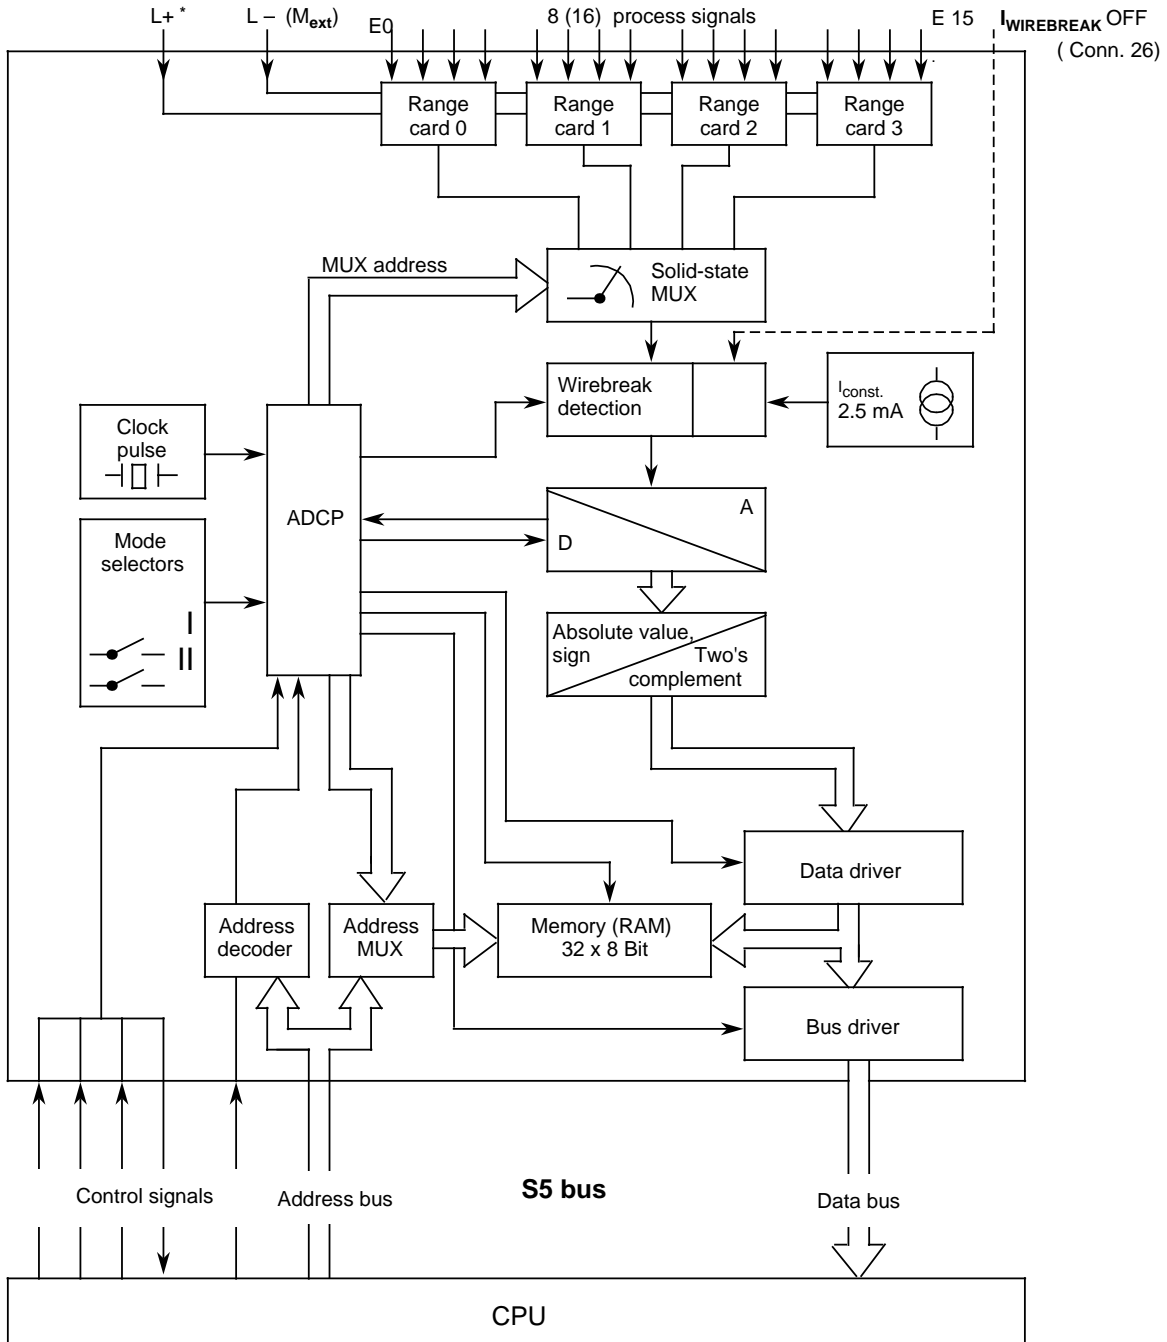 L+ *
L – (Mext)
E0
8 (16) process signals
E 15
IWIREBREAK OFF
( Conn. 26)
Range
card 0
Range
card 1
Range
card 2
Range
card 3
MUX address
Solid-state
MUX
Wirebreak
detection
Iconst.
2.5 mA
Clock
pulse
ADCP
A
D
Mode
selectors
I
II
Absolute value,
sign
Two's
complement
Data driver
Address
decoder
Address
MUX
Memory (RAM)
32 x 8 Bit
Bus driver
Control signals
Address bus
S5 bus
Data bus
CPU